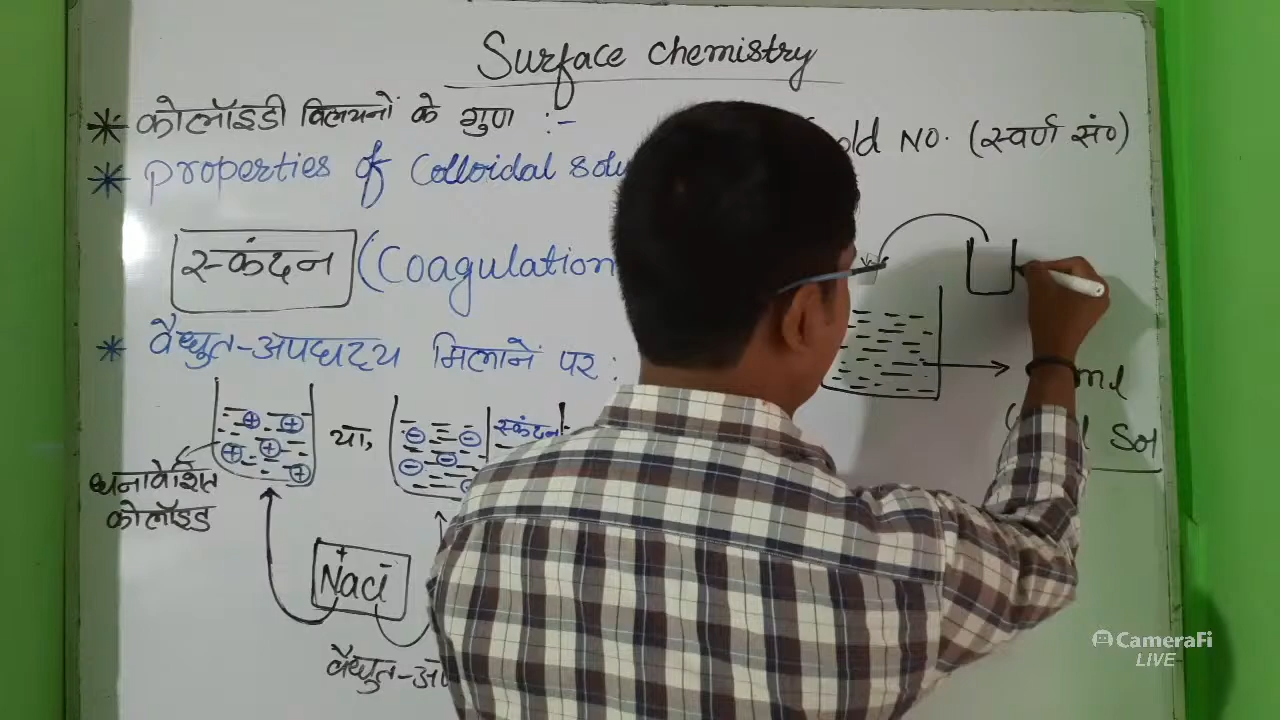 Surface Chemistry
* कोलॉइडी विलयनों के गुण :-
* Properties of Colloidal
No. (स्वर्ण सं०)
स्कंदन (Coagulation
* वैद्युत-अपघट्य मिलाने पर :
या,
स्कंदन
ml
Sol
धनावेशित
कोलॉइड
+ -
NaCl
वैद्युत-
CameraFi
LIVE